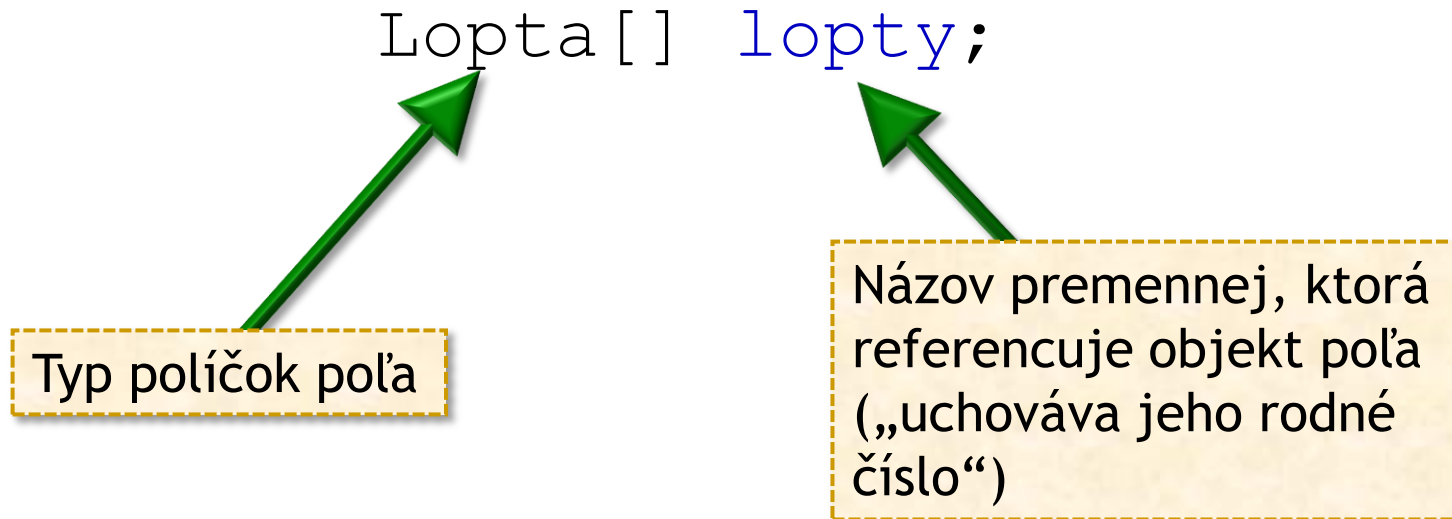 Lopta[] lopty;
Typ políčok poľa
Názov premennej, ktorá
referencuje objekt poľa
(„uchováva jeho rodné
číslo“)